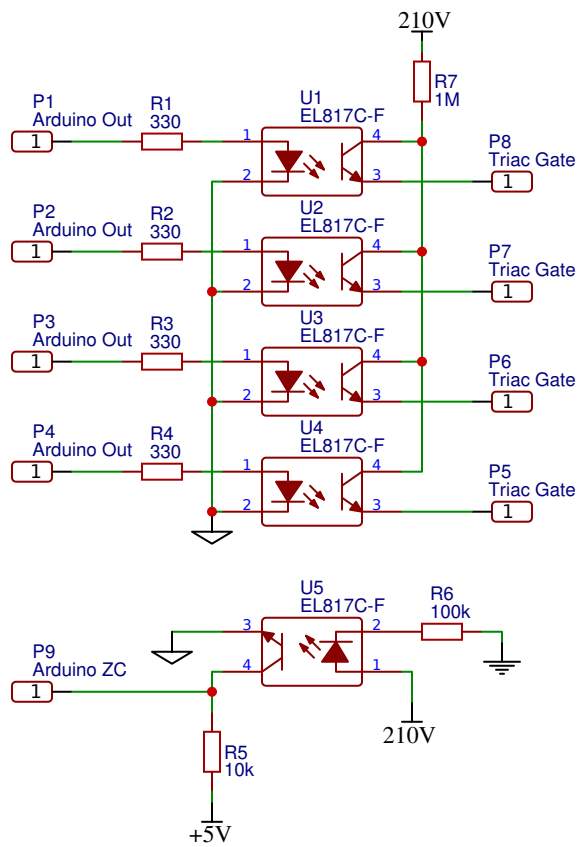 210V
R7
1M
P1
Arduino Out
1
R1
330
U1
EL817C-F
1
2
4
3
P8
Triac Gate
1
P2
Arduino Out
1
R2
330
U2
EL817C-F
1
2
4
3
P7
Triac Gate
1
P3
Arduino Out
1
R3
330
U3
EL817C-F
1
2
4
3
P6
Triac Gate
1
P4
Arduino Out
1
R4
330
U4
EL817C-F
1
2
4
3
P5
Triac Gate
1
U5
EL817C-F
3
4
2
1
R6
100k
P9
Arduino ZC
1
210V
R5
10k
+5V